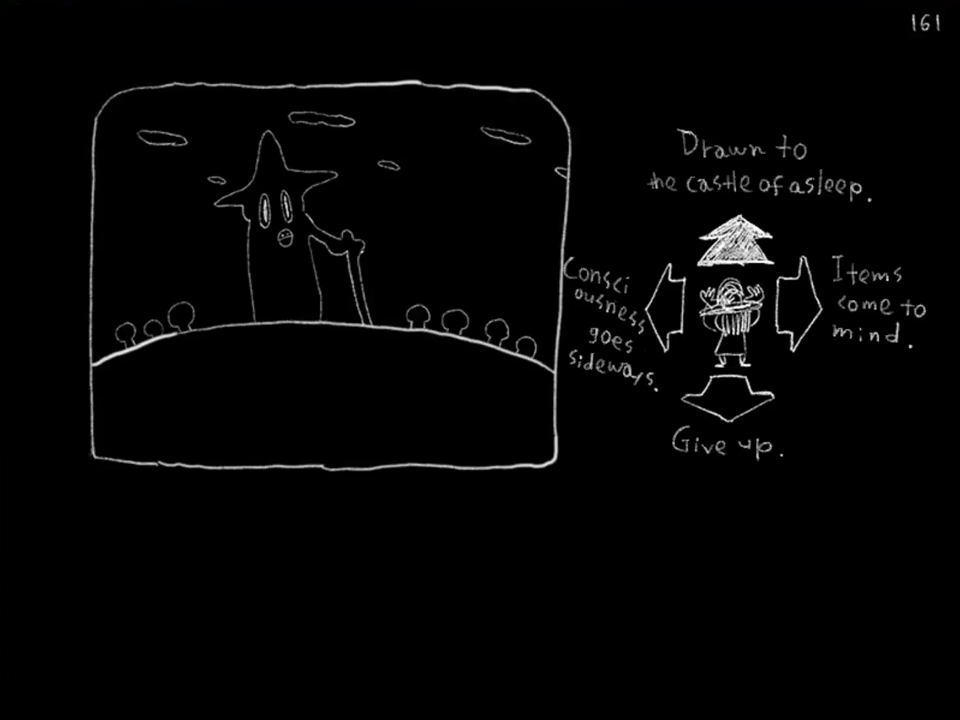 161
Drawn to
the castle of asleep.
Consci
ousness
goes
sideways.
Items
come to
mind.
Give up.